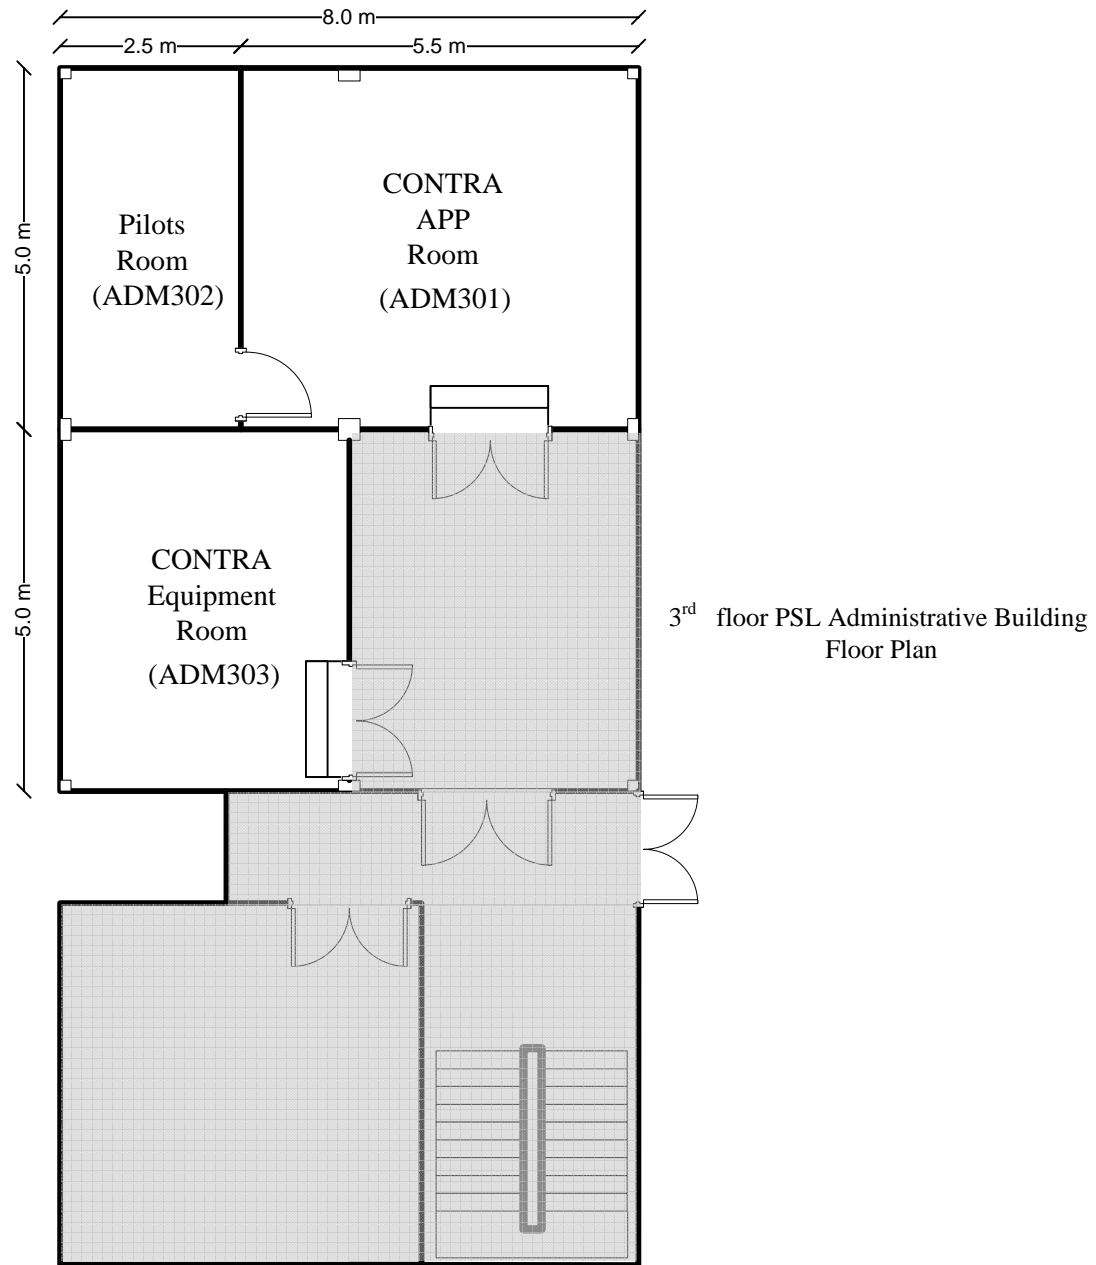 8.0 m
2.5 m
5.5 m
5.0 m
Pilots
Room
(ADM302)
CONTRA
APP
Room
(ADM301)
5.0 m
CONTRA
Equipment
Room
(ADM303)
3rd floor PSL Administrative Building
Floor Plan